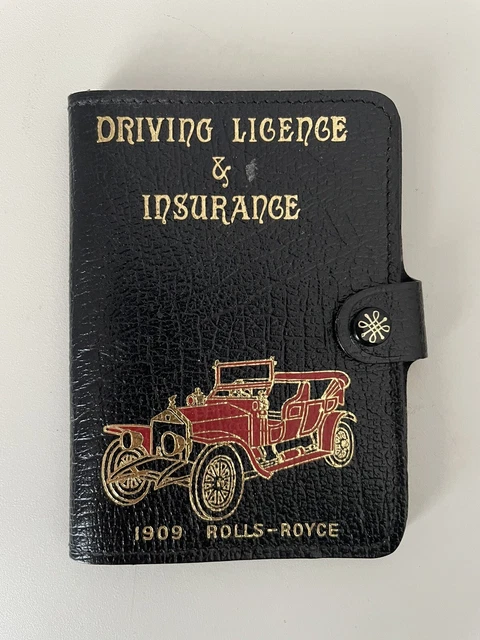 DRIVING LICENCE
&
INSURANCE
1909 ROLLS-ROYCE